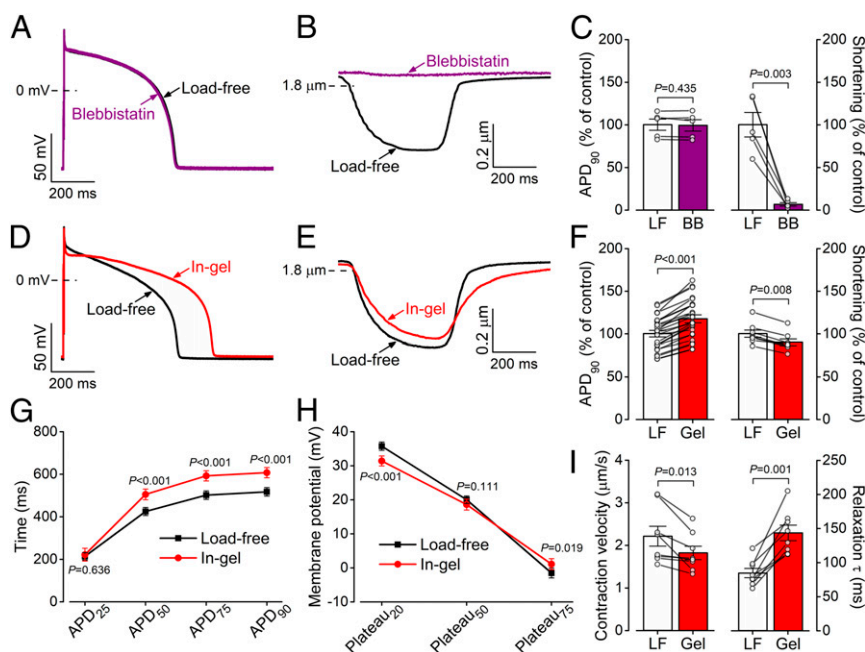 A
0 mV
Blebbistatin
Load-free
50 mV
200 ms
B
Blebbistatin
1.8 µm
Load-free
0.2 µm
200 ms
C
APD90 (% of control)
200
150
100
50
0
P=0.435
LF BB
P=0.003
LF BB
200
150
100
50
0
Shortening (% of control)
D
0 mV
In-gel
Load-free
50 mV
200 ms
E
1.8 µm
In-gel
Load-free
0.2 µm
200 ms
F
APD90 (% of control)
200
150
100
50
0
P<0.001
LF Gel
P=0.008
LF Gel
200
150
100
50
0
Shortening (% of control)
G
Time (ms)
800
600
400
200
0
P=0.636
P<0.001
P<0.001
P<0.001
Load-free
In-gel
APD25
APD50
APD75
APD90
H
Membrane potential (mV)
40
30
20
10
0
-10
P<0.001
P=0.111
P=0.019
Load-free
In-gel
Plateau20
Plateau50
Plateau75
I
Contraction velocity (µm/s)
4
3
2
1
0
P=0.013
LF Gel
P=0.001
LF Gel
250
200
150
100
50
0
Relaxation τ (ms)